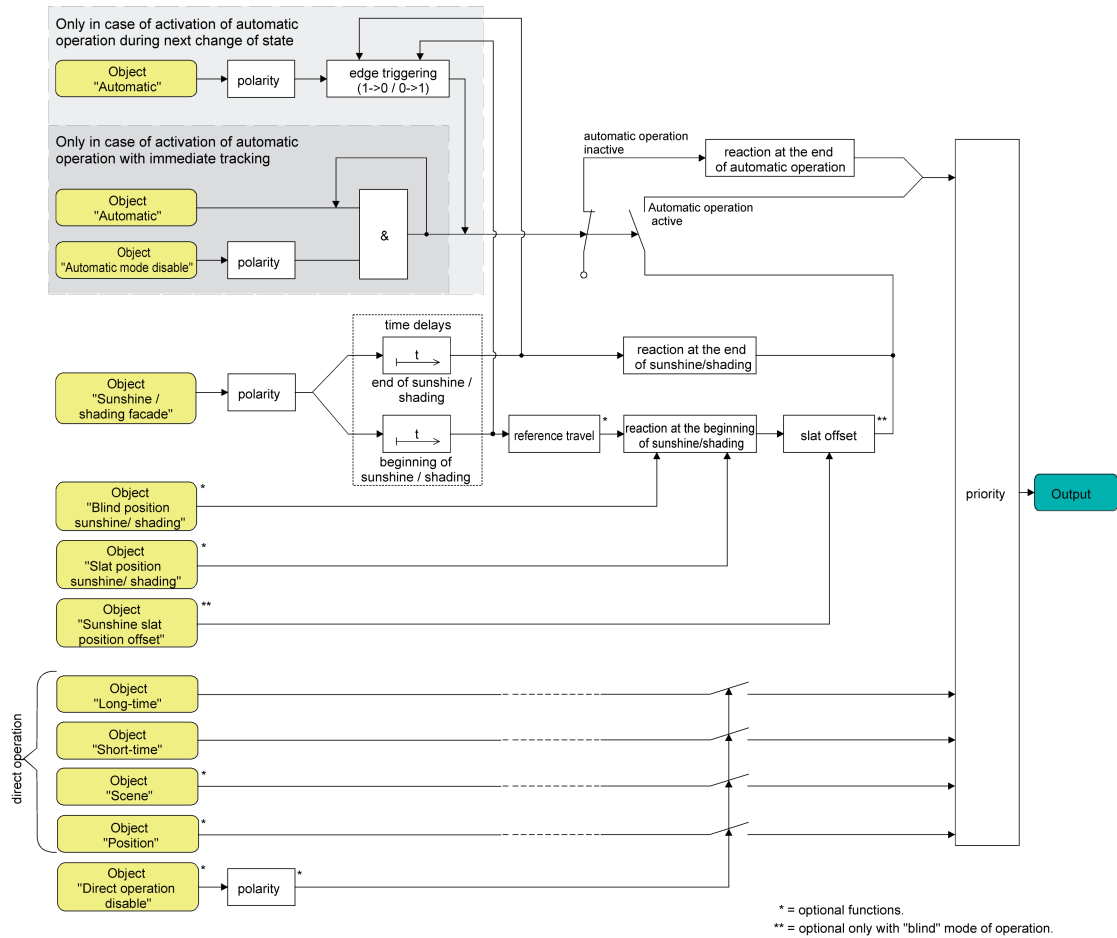 Only in case of activation of automatic
operation during next change of state
Object
"Automatic"
polarity
edge triggering
(1->0 / 0->1)
Only in case of activation of automatic
operation with immediate tracking
Object
"Automatic"
&
Object
"Automatic mode disable"
polarity
automatic operation
inactive
reaction at the end
of automatic operation
Automatic operation
active
time delays
t
end of sunshine /
shading
reaction at the end
of sunshine/shading
Object
"Sunshine /
shading facade"
polarity
t
beginning of
sunshine / shading
reference travel
*
reaction at the beginning
of sunshine/shading
slat offset
**
Object
"Blind position
sunshine/ shading"
*
Object
"Slat position
sunshine/ shading"
*
Object
"Sunshine slat
position offset"
**
priority
Output
direct operation
Object
"Long-time"
Object
"Short-time"
Object
"Scene"
*
Object
"Position"
*
Object
"Direct operation
disable"
*
polarity
*
* = optional functions.
** = optional only with "blind" mode of operation.